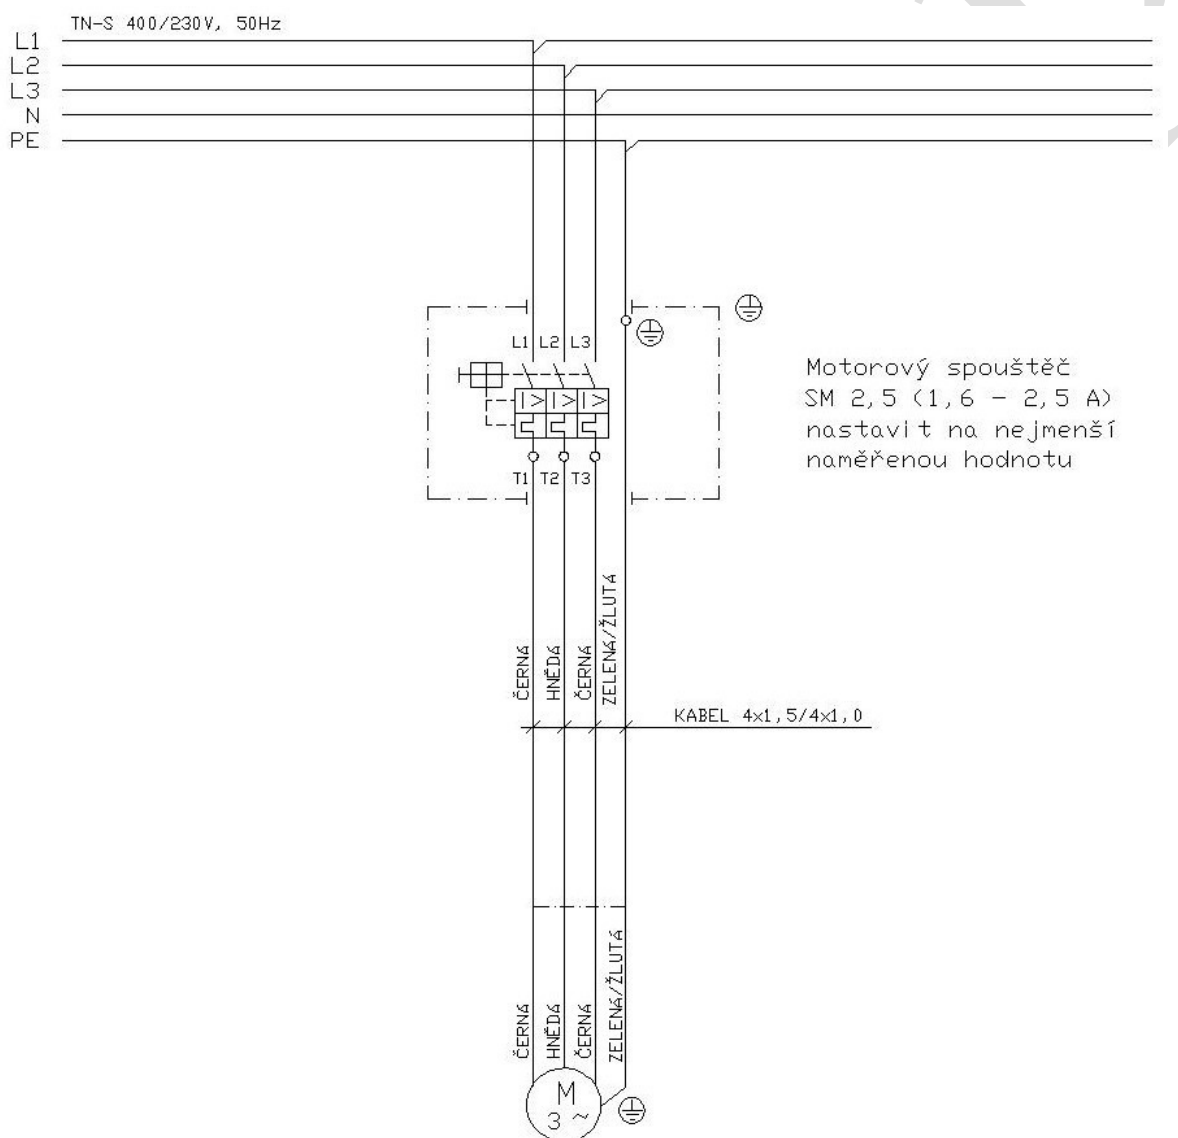 TN-S 400/230V, 50Hz
L1
L2
L3
N
PE
L1 L2 L3
I> I> I>
T1 T2 T3
Motorový spouštěč
SM 2,5 (1,6 - 2,5 A)
nastavit na nejmenší
naměřenou hodnotu
ČERNÁ
HNĚDÁ
ČERNÁ
ZELENÁ/ŽLUTÁ
KABEL 4x1,5/4x1,0
ČERNÁ
HNĚDÁ
ČERNÁ
ZELENÁ/ŽLUTÁ
M
3 ~